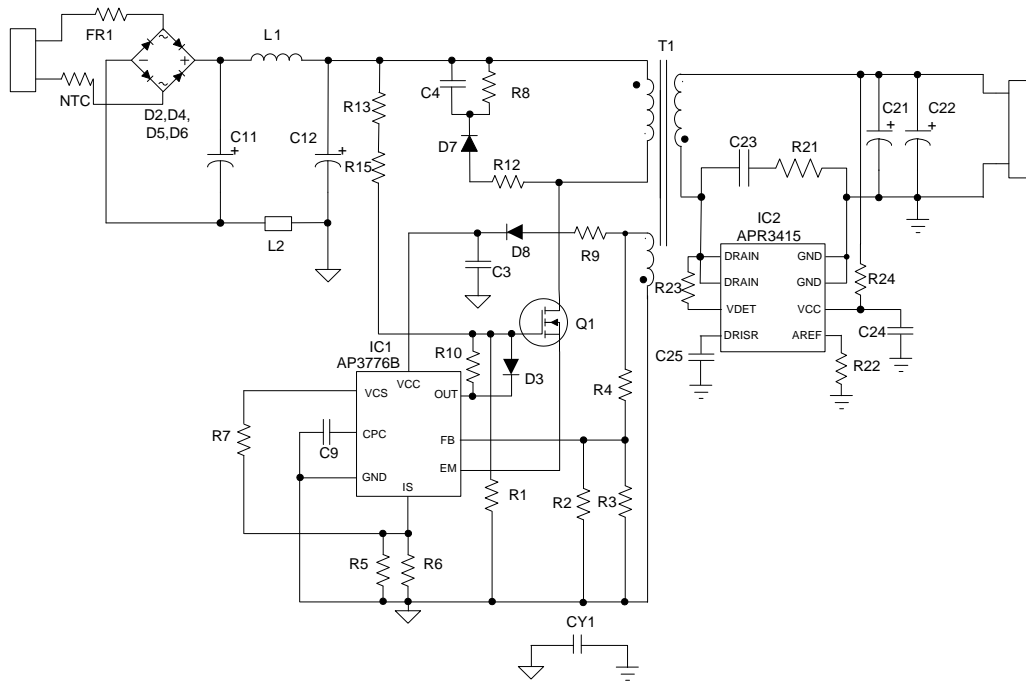 FR1
NTC
D2,D4,
D5,D6
−
+
~
~
L1
C11
+
C12
+
L2
R13
R15
C4
R8
D7
R12
T1
C3
D8
R9
Q1
R10
D3
IC1
AP3776B
VCS
VCC
OUT
CPC
FB
GND
EM
IS
R7
C9
R5
R6
R1
R2
R3
R4
CY1
C23
R21
C21
+
C22
+
IC2
APR3415
DRAIN
GND
DRAIN
GND
VDET
VCC
DRISR
AREF
R23
C25
R24
C24
R22